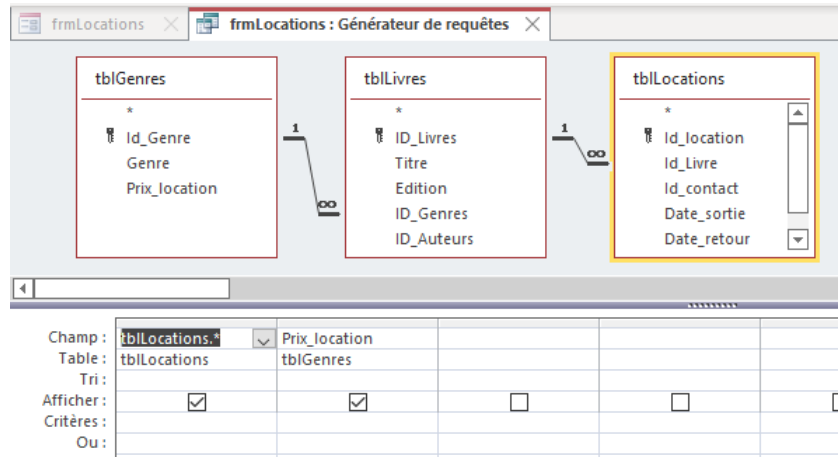 frmLocations
frmLocations : Générateur de requêtes
tblGenres
*
Id_Genre
Genre
Prix_location
1
∞
tblLivres
*
ID_Livres
Titre
Edition
ID_Genres
ID_Auteurs
1
∞
tblLocations
*
Id_location
Id_Livre
Id_contact
Date_sortie
Date_retour
Champ : tblLocations.* Prix_location
Table : tblLocations tblGenres
Tri :
Afficher :
Critères :
Ou :